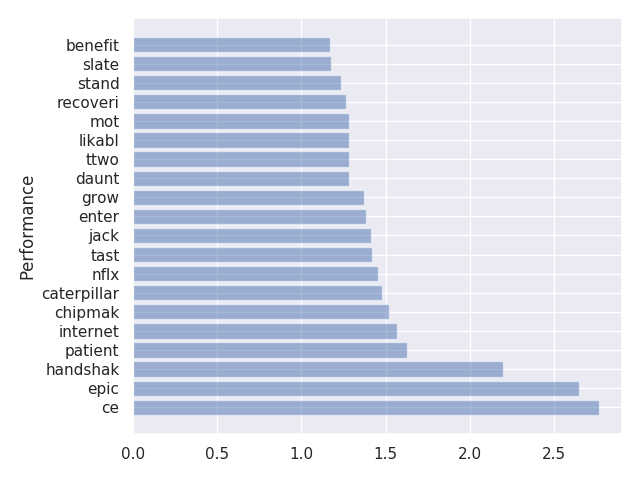 benefit
slate
stand
recoveri
mot
likabl
ttwo
daunt
grow
enter
jack
tast
nflx
caterpillar
chipmak
internet
patient
handshak
epic
ce
Performance
0.0 0.5 1.0 1.5 2.0 2.5